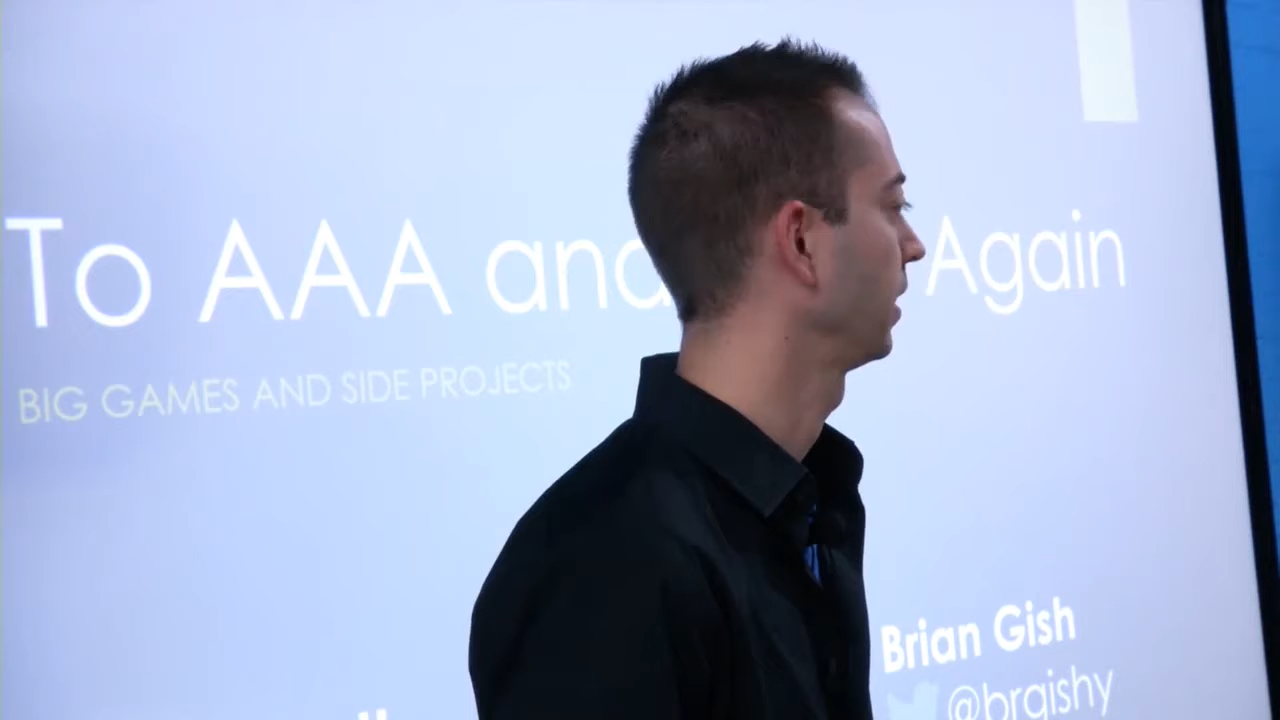 To AAA and Again
BIG GAMES AND SIDE PROJECTS
Brian Gish
@brgishy